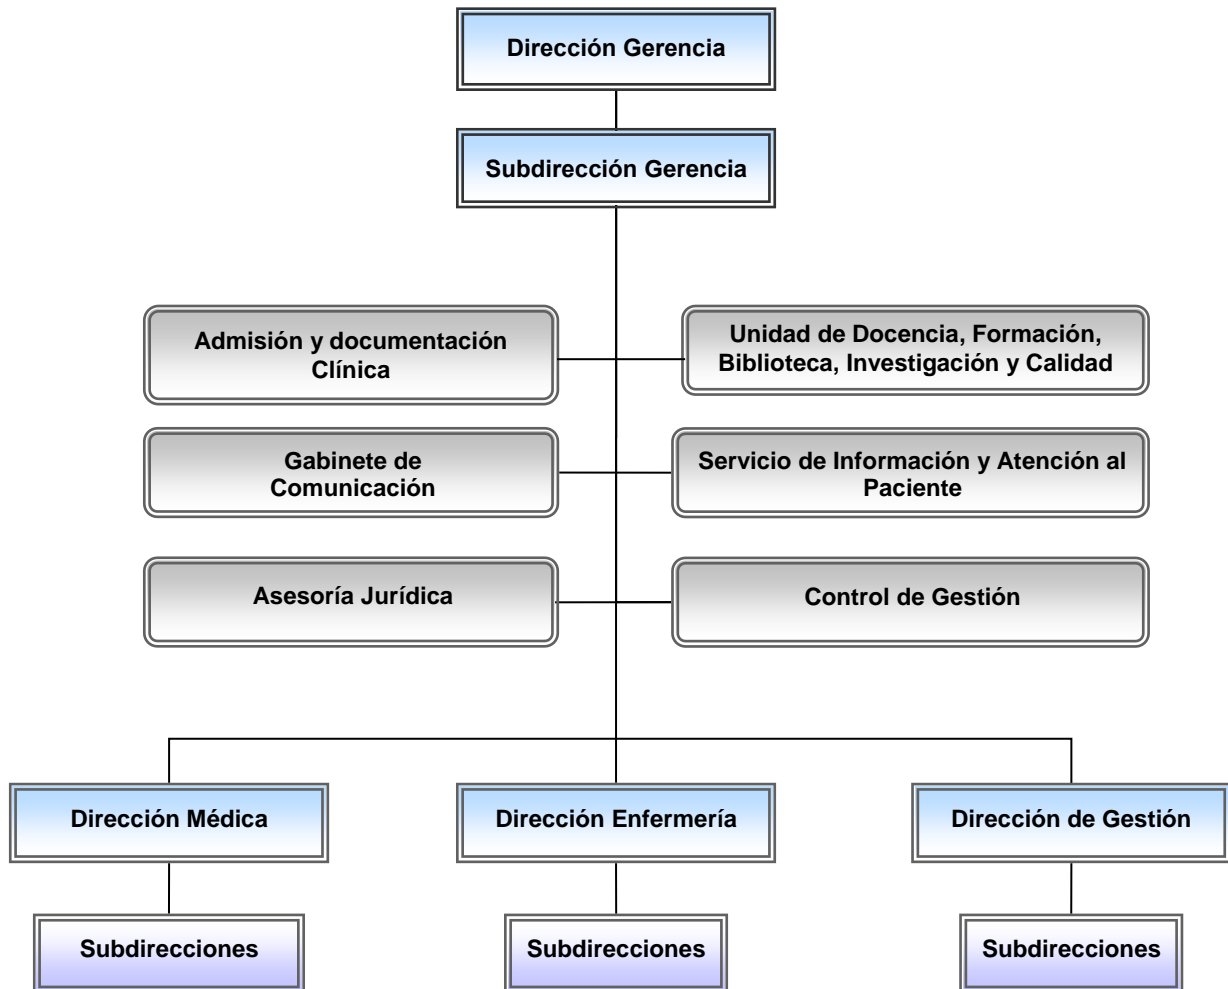 Dirección Gerencia
Subdirección Gerencia
Admisión y documentación
Clínica
Unidad de Docencia, Formación,
Biblioteca, Investigación y Calidad
Gabinete de
Comunicación
Servicio de Información y Atención al
Paciente
Asesoría Jurídica
Control de Gestión
Dirección Médica
Dirección Enfermería
Dirección de Gestión
Subdirecciones
Subdirecciones
Subdirecciones